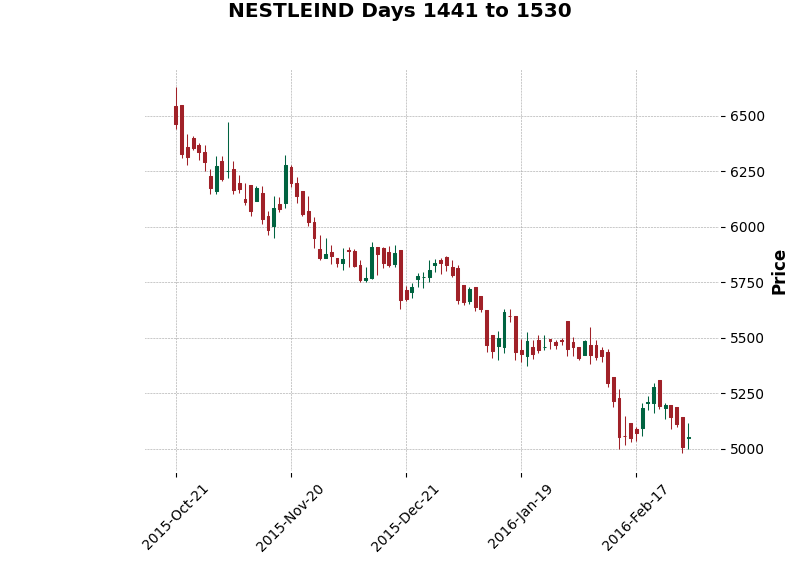 NESTLEIND Days 1441 to 1530
6500
6250
6000
5750
5500
5250
5000
Price
2015-Oct-21
2015-Nov-20
2015-Dec-21
2016-Jan-19
2016-Feb-17